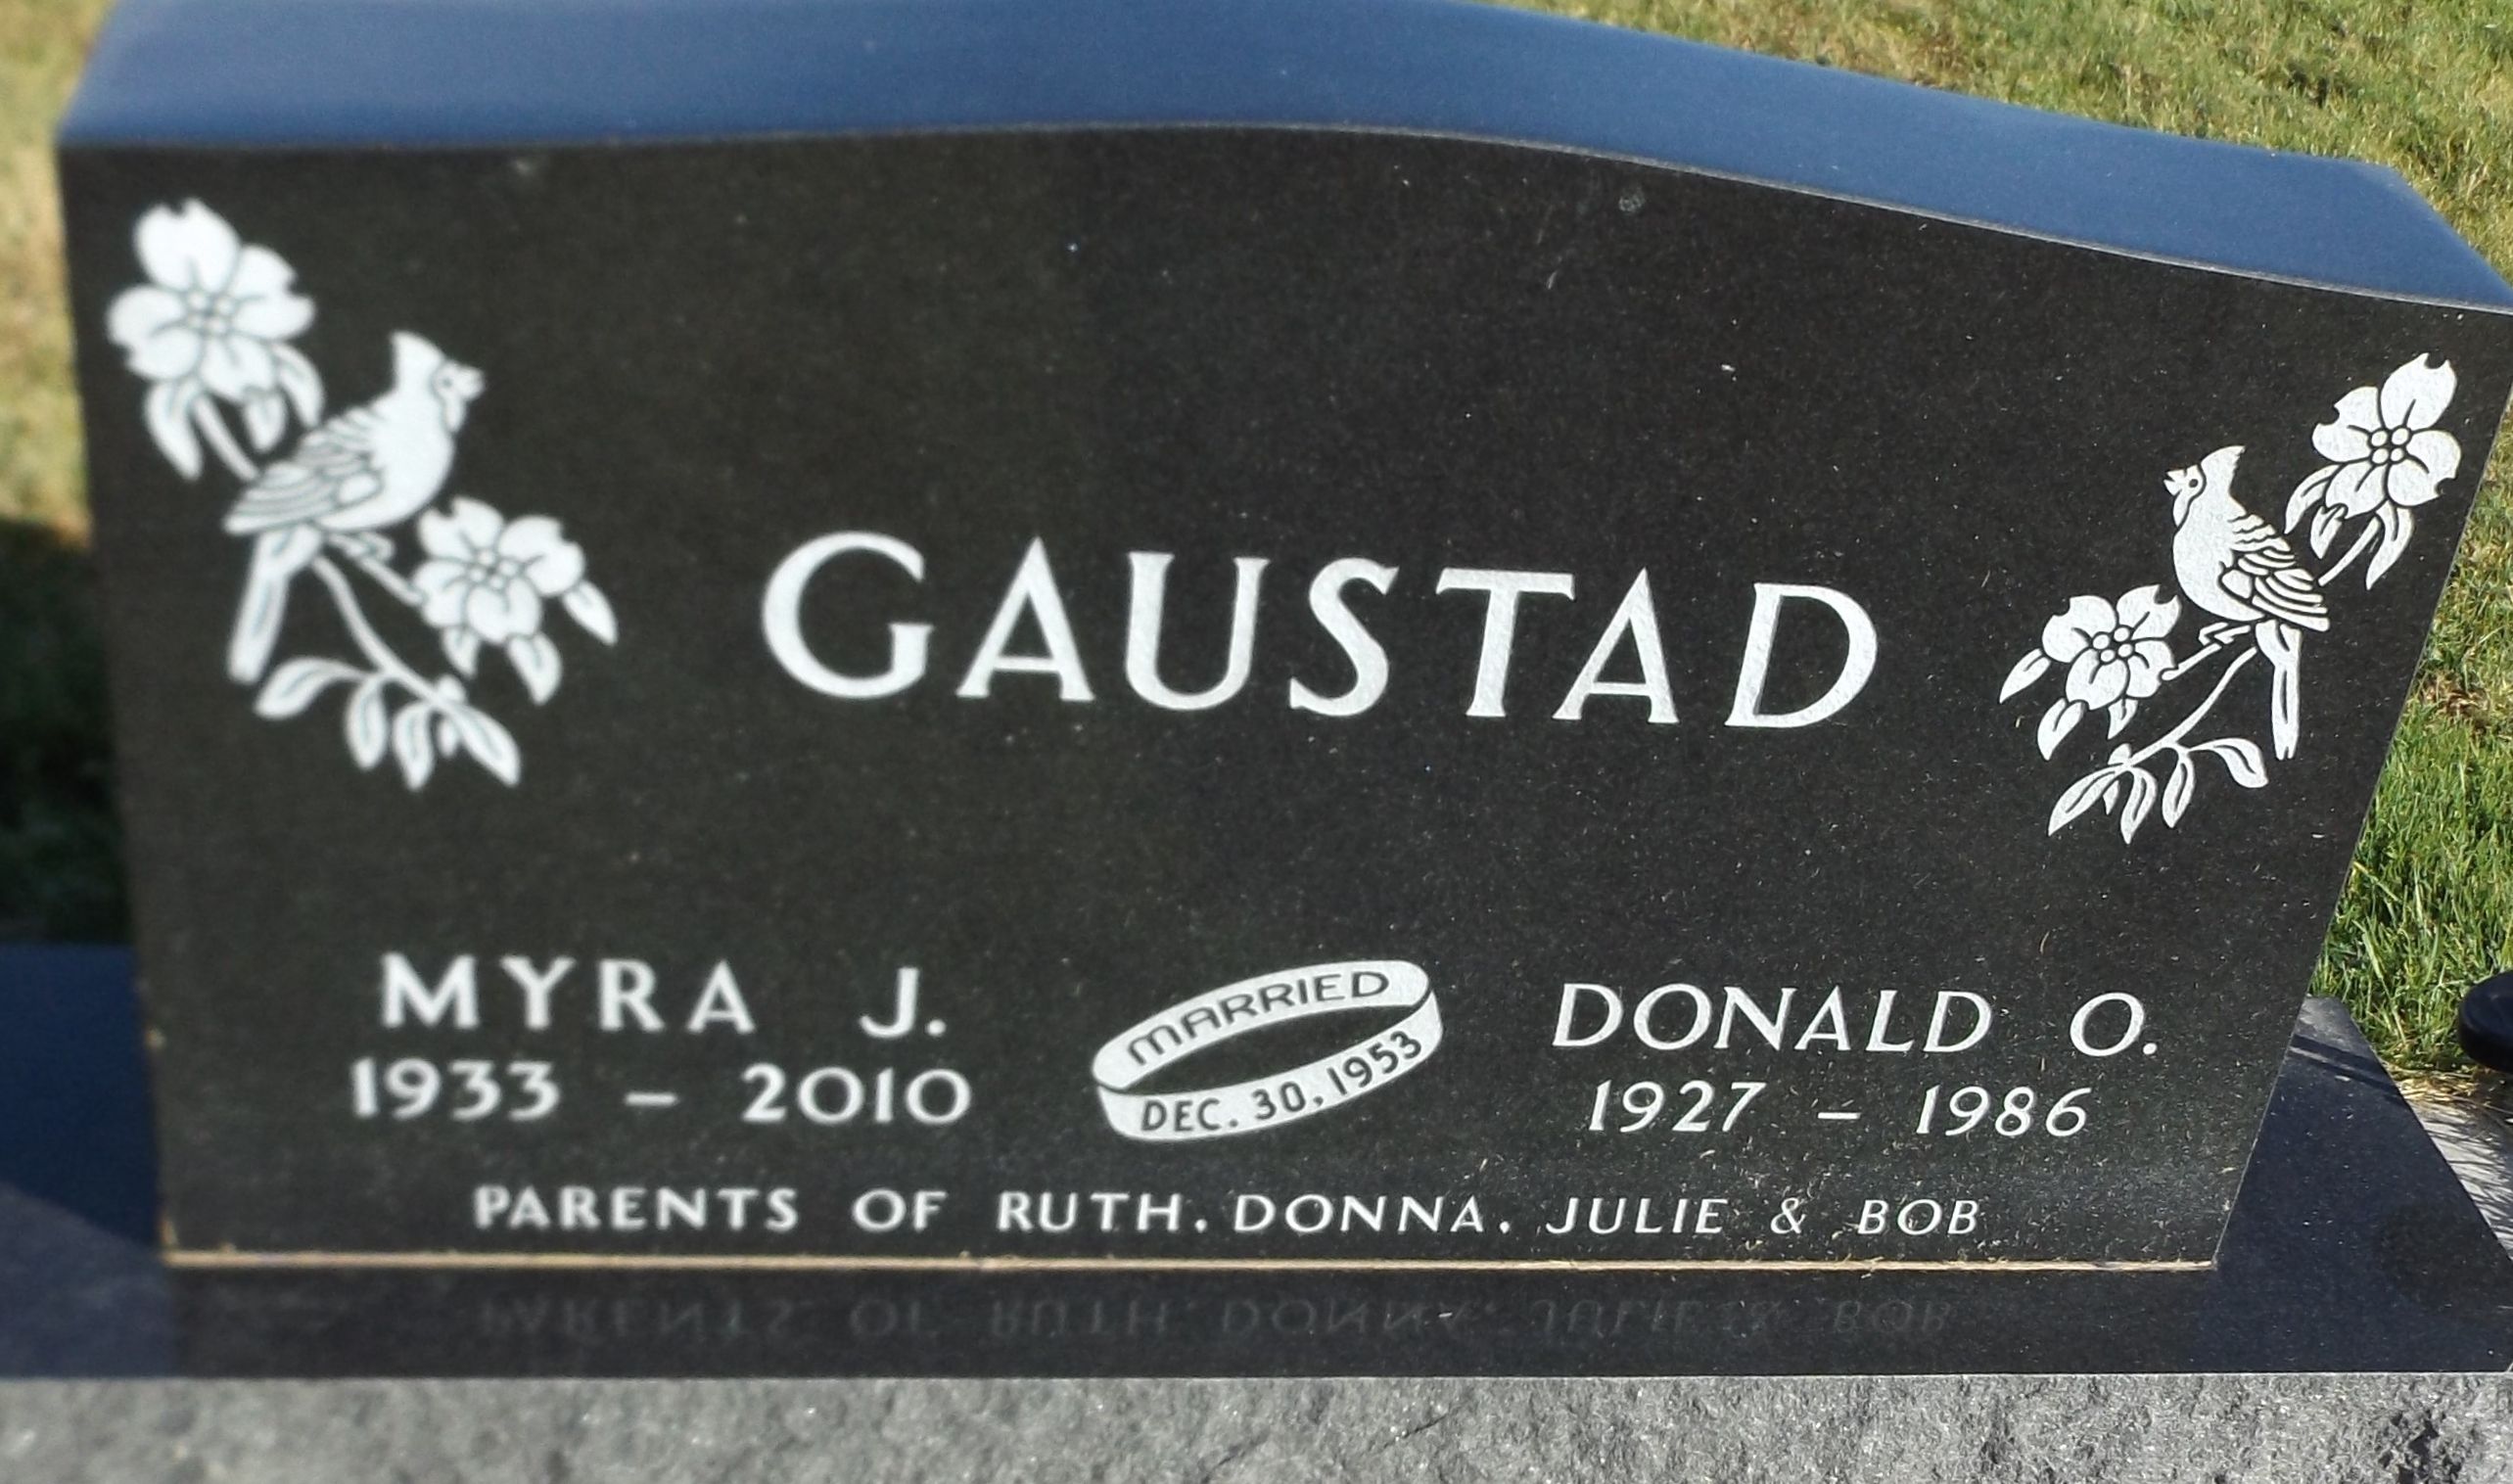 GAUSTAD
MYRA J.
1933 – 2010
MARRIED
DEC. 30, 1953
DONALD O.
1927 – 1986
PARENTS OF RUTH, DONNA, JULIE & BOB